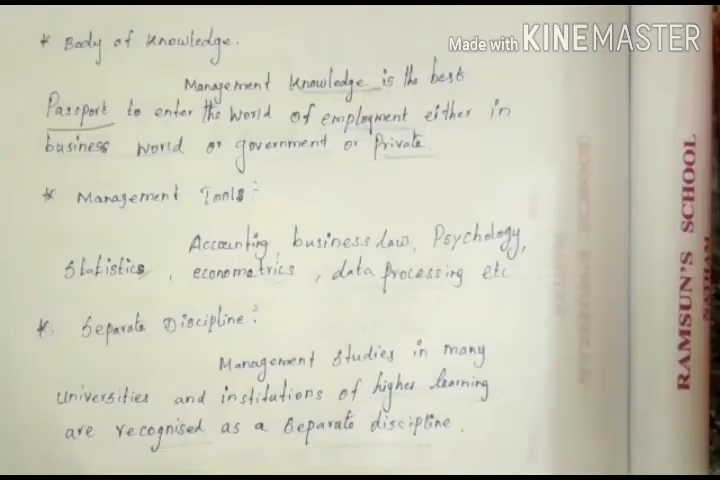 Made with KINEMASTER
* Body of Knowledge.
Management Knowledge is the best
Passport to enter the World of employment either in
business World or government or Private.
* Management Tools:-
Accounting, business law, Psychology,
Statistics, econometrics, data Processing etc
*. Separate Discipline:
Management Studies in many
Universities and institutions of higher learning
are recognised as a Separate discipline.
RAMSUN'S SCHOOL
NATHAM